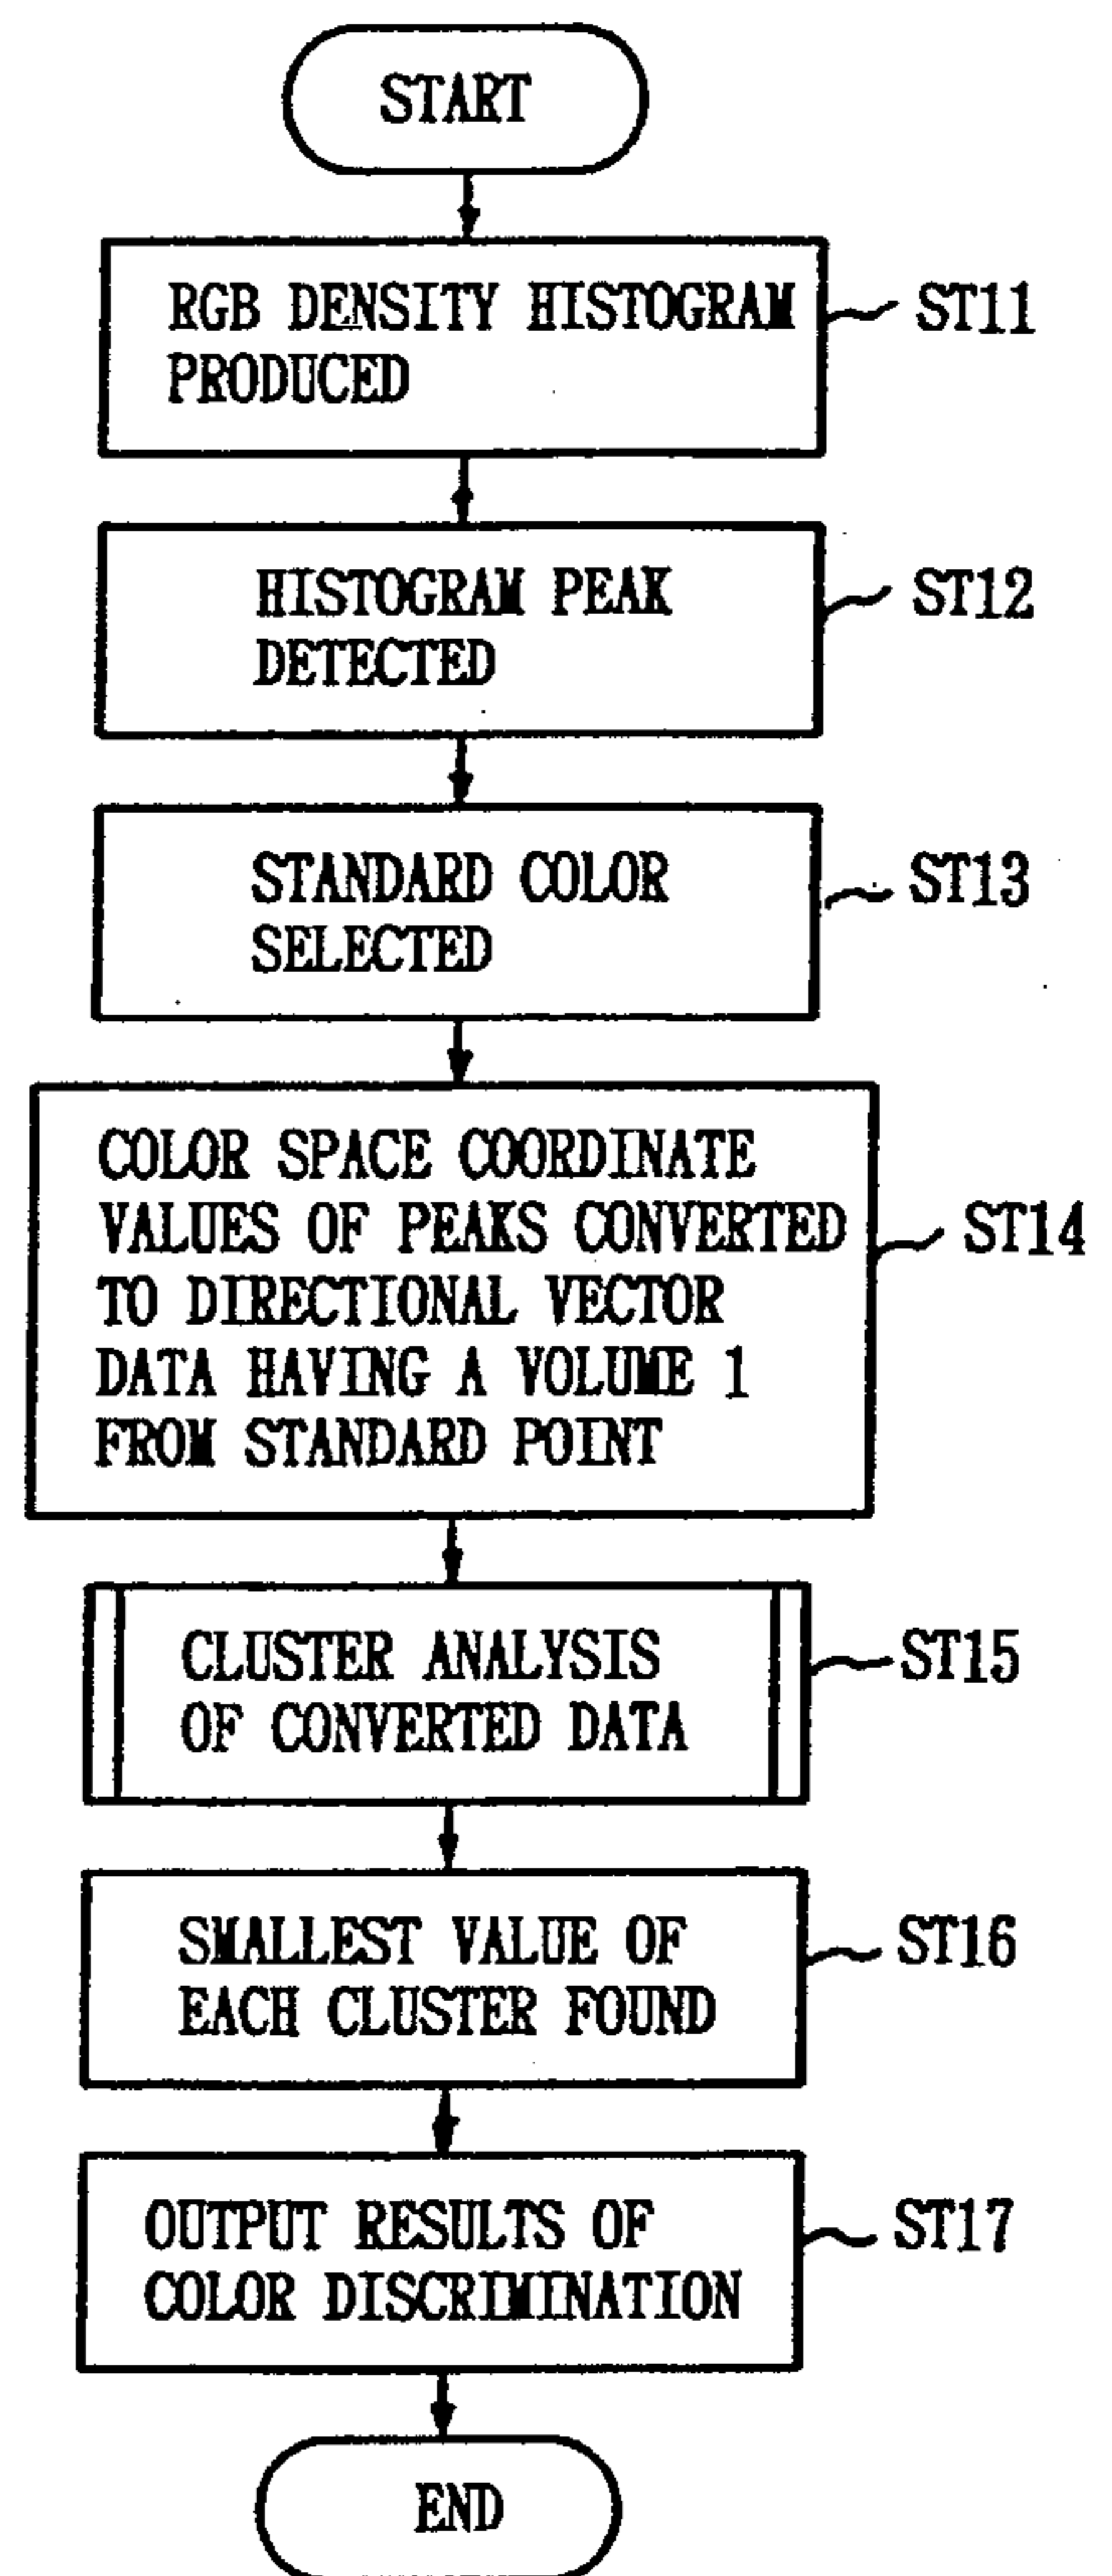 START
RGB DENSITY HISTOGRAM
PRODUCED
ST11
HISTOGRAM PEAK
DETECTED
ST12
STANDARD COLOR
SELECTED
ST13
COLOR SPACE COORDINATE
VALUES OF PEAKS CONVERTED
TO DIRECTIONAL VECTOR
DATA HAVING A VOLUME 1
FROM STANDARD POINT
ST14
CLUSTER ANALYSIS
OF CONVERTED DATA
ST15
SMALLEST VALUE OF
EACH CLUSTER FOUND
ST16
OUTPUT RESULTS OF
COLOR DISCRIMINATION
ST17
END